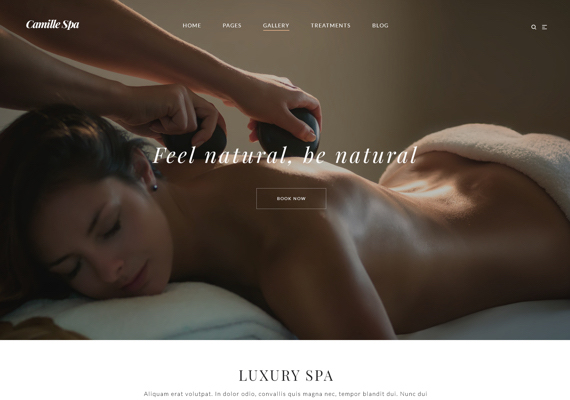 Camille Spa
HOME PAGES GALLERY TREATMENTS BLOG
Feel natural, be natural
BOOK NOW
LUXURY SPA
Aliquam erat volutpat. In dolor odio, convallis quis magna nec, tempor blandit dui. Nunc dui